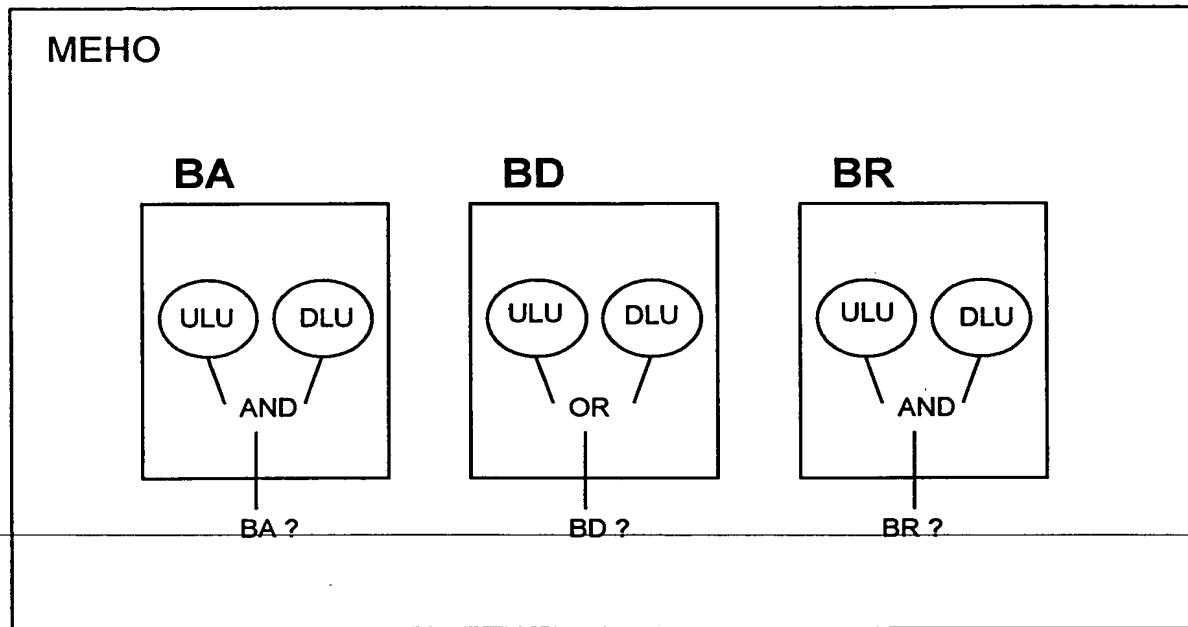 MEHO
BA BD BR
ULU DLU ULU DLU ULU DLU
AND OR AND
BA ? BD ? BR ?